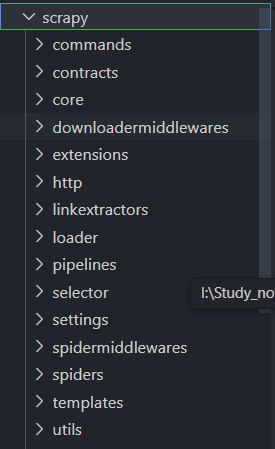 scrapy
commands
contracts
core
downloadermiddlewares
extensions
http
linkextractors
loader
pipelines
selector
I:\Study_no
settings
spidermiddlewares
spiders
templates
utils